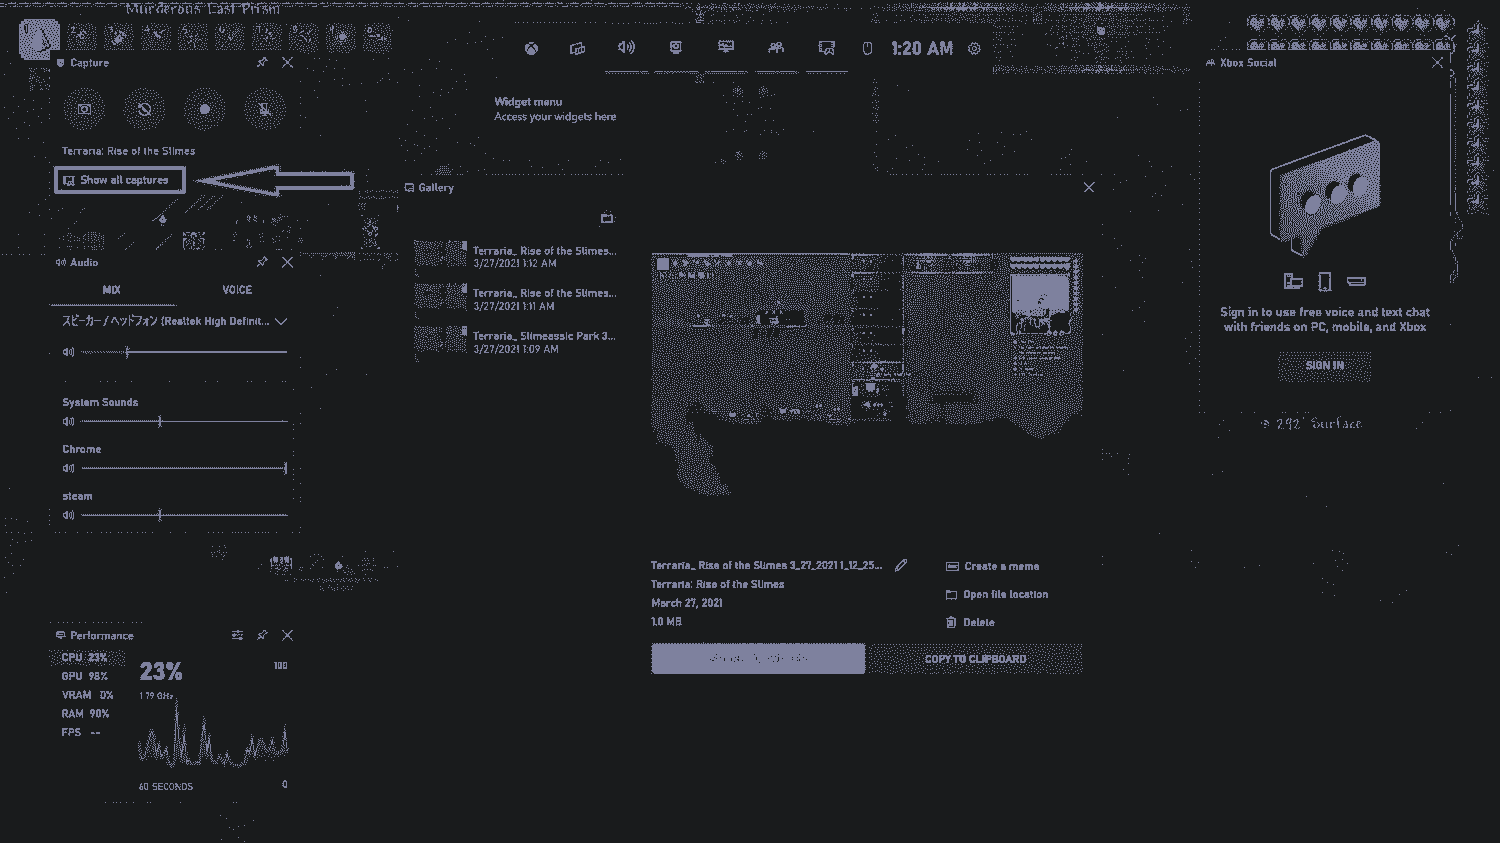 Murderous Last Prism
1:20 AM
Capture
Xbox Social
Widget menu
Access your widgets here
Terraria: Rise of the Slimes
Show all captures
Gallery
Terraria_ Rise of the Slimes...
3/27/2021 1:12 AM
Terraria_ Rise of the Slimes...
3/27/2021 1:11 AM
Terraria_ Slimeassic Park 3...
3/27/2021 1:09 AM
Audio
MIX
VOICE
スピーカー / ヘッドフォン (Realtek High Definit...
System Sounds
Chrome
steam
Sign in to use free voice and text chat
with friends on PC, mobile, and Xbox
SIGN IN
292' Surface
Terraria_ Rise of the Slimes 3_27_2021 1_12_25...
Terraria: Rise of the Slimes
March 27, 2021
1.0 MB
Create a meme
Open file location
Delete
COPY TO CLIPBOARD
Performance
CPU 23%
GPU 98%
VRAM 0%
RAM 90%
FPS --
23%
1.79 GHz
100
60 SECONDS
0